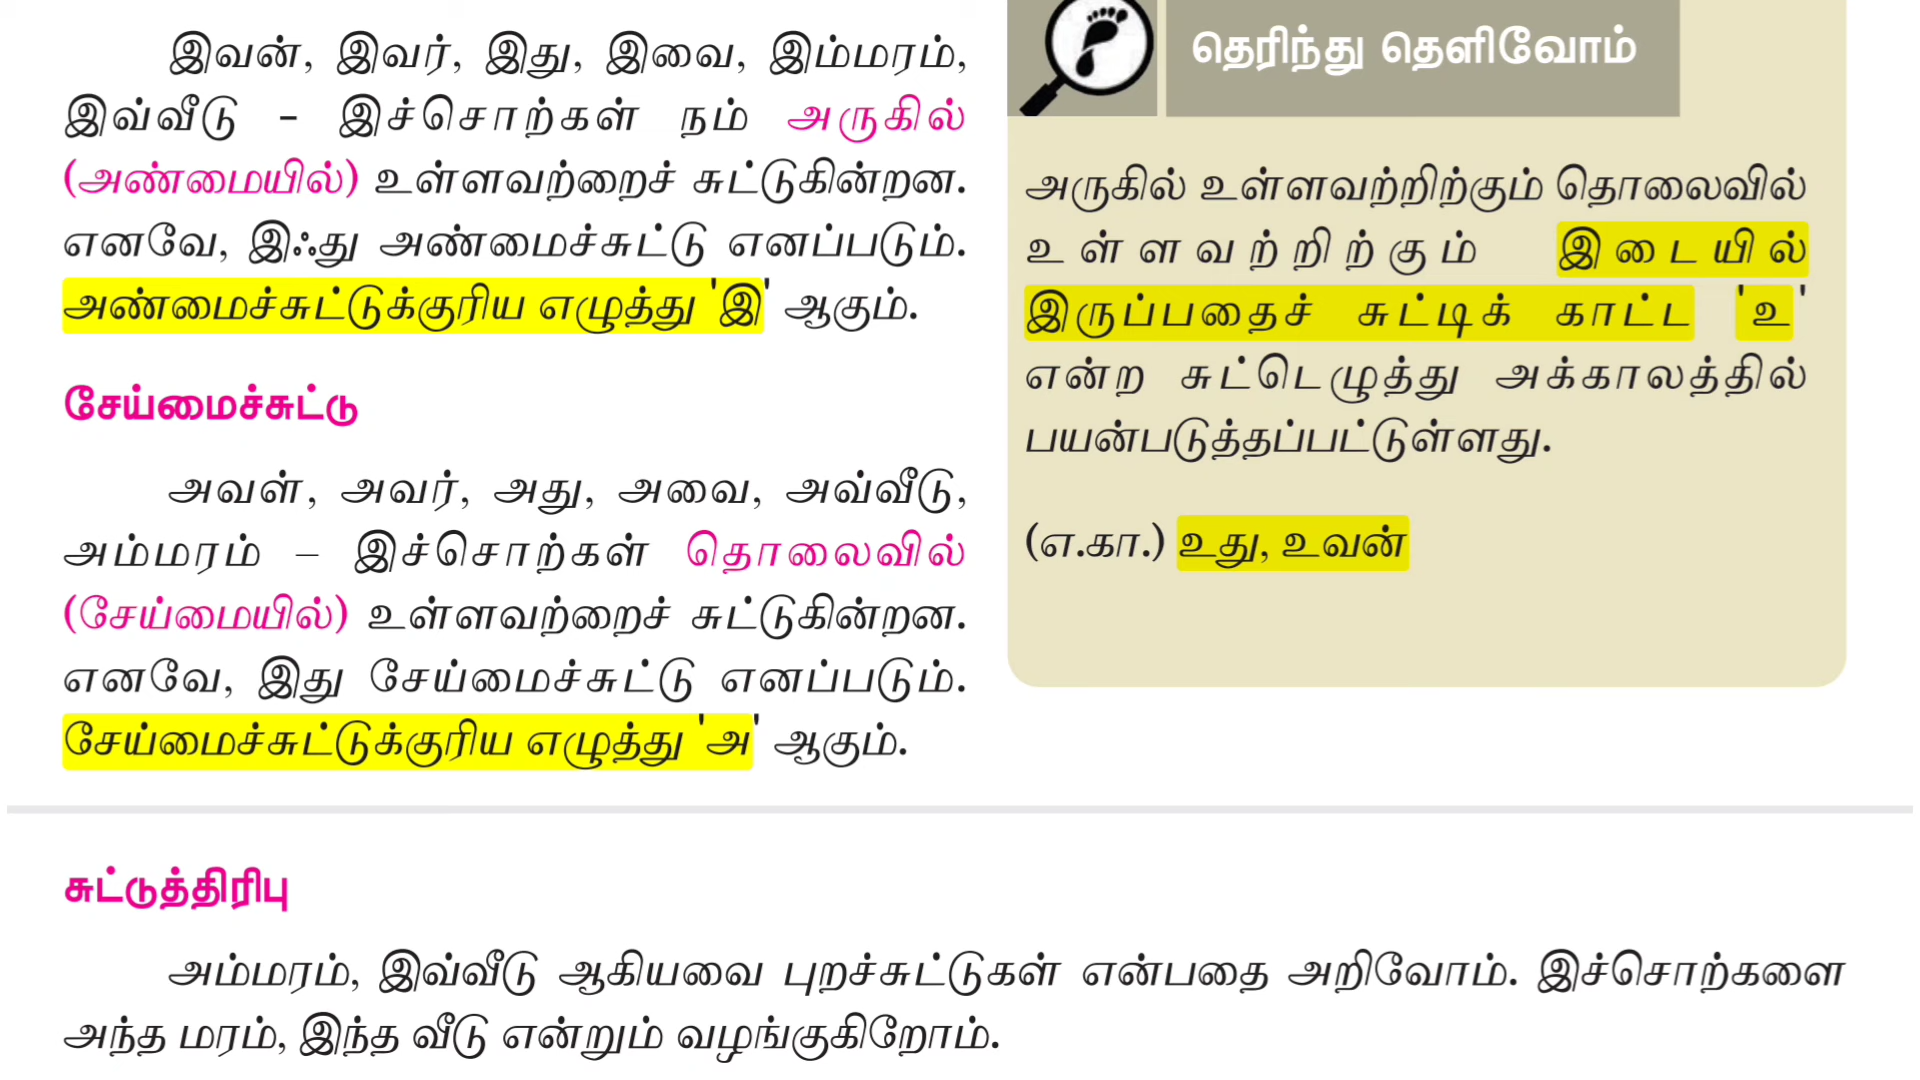 இவன், இவர், இது, இவை, இம்மரம்,
இவ்வீடு - இச்சொற்கள் நம் அருகில்
(அண்மையில்) உள்ளவற்றைச் சுட்டுகின்றன.
எனவே, இஃது அண்மைச்சுட்டு எனப்படும்.
அண்மைச்சுட்டுக்குரிய எழுத்து 'இ' ஆகும்.
சேய்மைச்சுட்டு
அவள், அவர், அது, அவை, அவ்வீடு,
அம்மரம் – இச்சொற்கள் தொலைவில்
(சேய்மையில்) உள்ளவற்றைச் சுட்டுகின்றன.
எனவே, இது சேய்மைச்சுட்டு எனப்படும்.
சேய்மைச்சுட்டுக்குரிய எழுத்து 'அ' ஆகும்.
தெரிந்து தெளிவோம்
அருகில் உள்ளவற்றிற்கும் தொலைவில்
உள்ளவற்றிற்கும் இடையில்
இருப்பதைச் சுட்டிக் காட்ட 'உ'
என்ற சுட்டெழுத்து அக்காலத்தில்
பயன்படுத்தப்பட்டுள்ளது.
(எ.கா.) உது, உவன்
சுட்டுத்திரிபு
அம்மரம், இவ்வீடு ஆகியவை புறச்சுட்டுகள் என்பதை அறிவோம். இச்சொற்களை
அந்த மரம், இந்த வீடு என்றும் வழங்குகிறோம்.